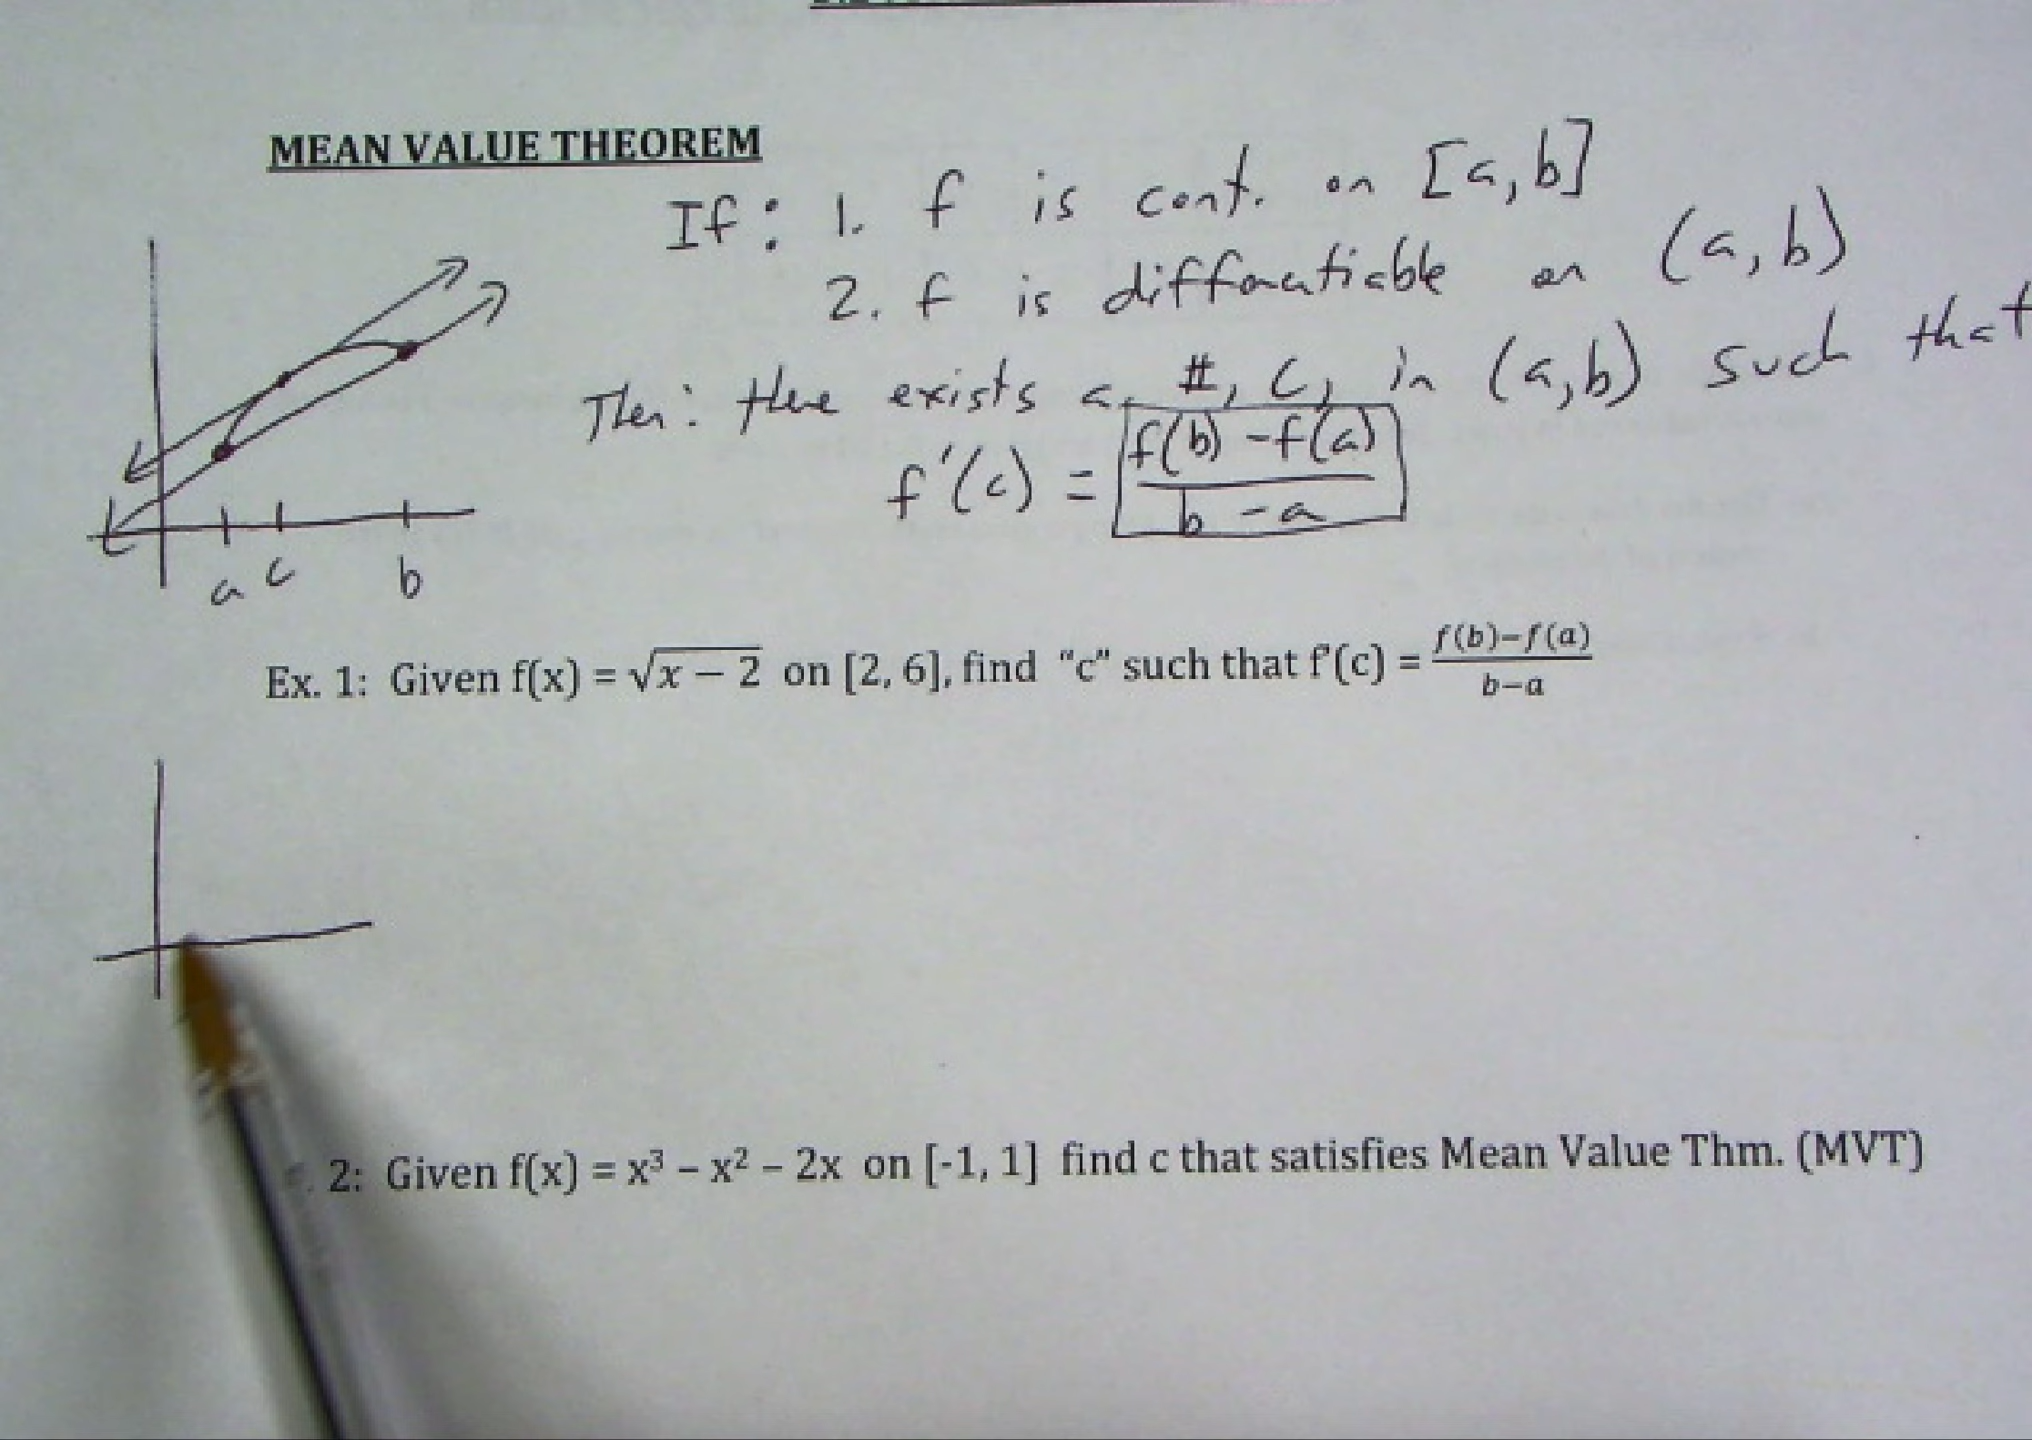 MEAN VALUE THEOREM
If: 1. f is cont. on [a,b]
2. f is differentiable on (a,b)
Then: there exists a #, c, in (a,b) such that
f'(c) = f(b) - f(a) / b - a
a c b
Ex. 1: Given f(x) = √x – 2 on [2, 6], find "c" such that f'(c) = f(b)–f(a) / b–a
2: Given f(x) = x³ – x² – 2x on [-1, 1] find c that satisfies Mean Value Thm. (MVT)